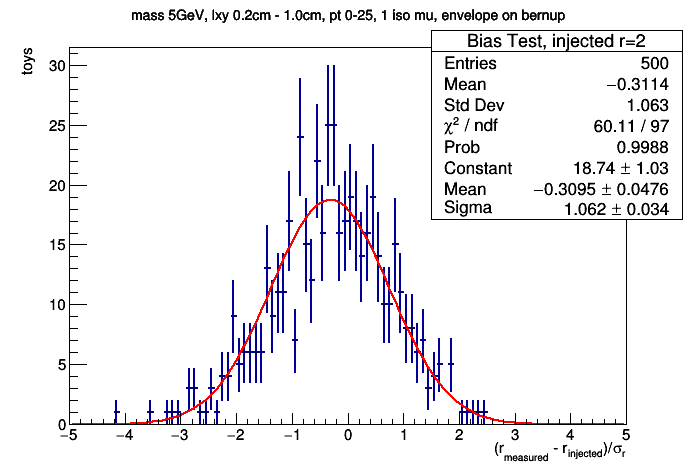 mass 5GeV, lxy 0.2cm - 1.0cm, pt 0-25, 1 iso mu, envelope on bernup
Bias Test, injected r=2
Entries 500
Mean −0.3114
Std Dev 1.063
χ² / ndf 60.11 / 97
Prob 0.9988
Constant 18.74 ± 1.03
Mean −0.3095 ± 0.0476
Sigma 1.062 ± 0.034
toys
30
25
20
15
10
5
0
−5 −4 −3 −2 −1 0 1 2 3 4 5
(r_measured - r_injected)/σ_r